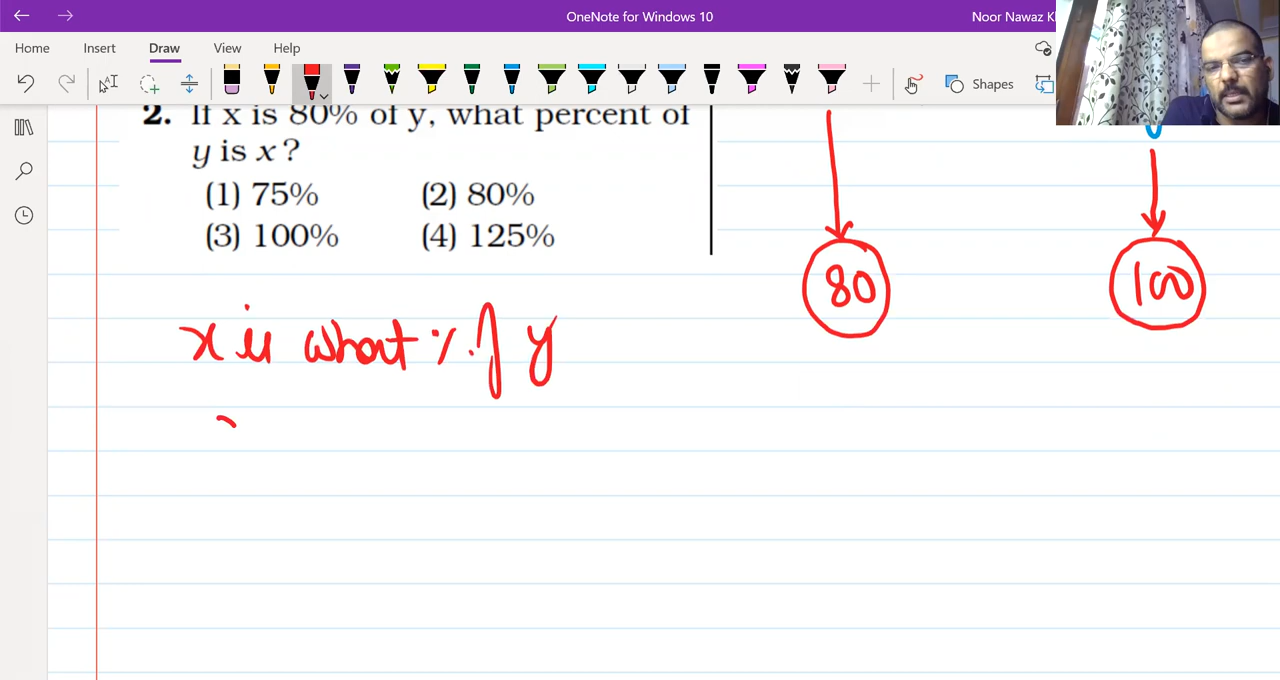 OneNote for Windows 10
Noor Nawaz Kh
Home Insert Draw View Help
Shapes
2. If x is 80% of y, what percent of
y is x ?
(1) 75% (2) 80%
(3) 100% (4) 125%
80 100
x is what % of y